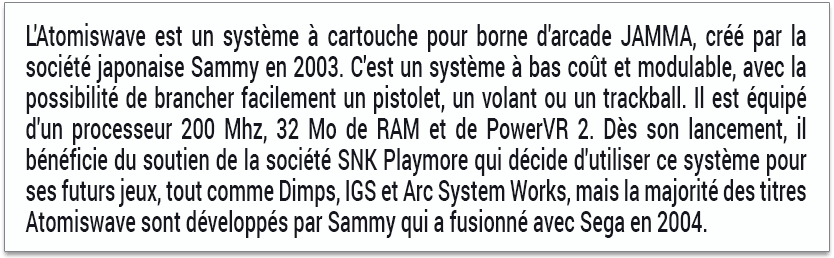 L'Atomiswave est un système à cartouche pour borne d'arcade JAMMA, créé par la
société japonaise Sammy en 2003. C'est un système à bas coût et modulable, avec la
possibilité de brancher facilement un pistolet, un volant ou un trackball. Il est équipé
d'un processeur 200 Mhz, 32 Mo de RAM et de PowerVR 2. Dès son lancement, il
bénéficie du soutien de la société SNK Playmore qui décide d'utiliser ce système pour
ses futurs jeux, tout comme Dimps, IGS et Arc System Works, mais la majorité des titres
Atomiswave sont développés par Sammy qui a fusionné avec Sega en 2004.